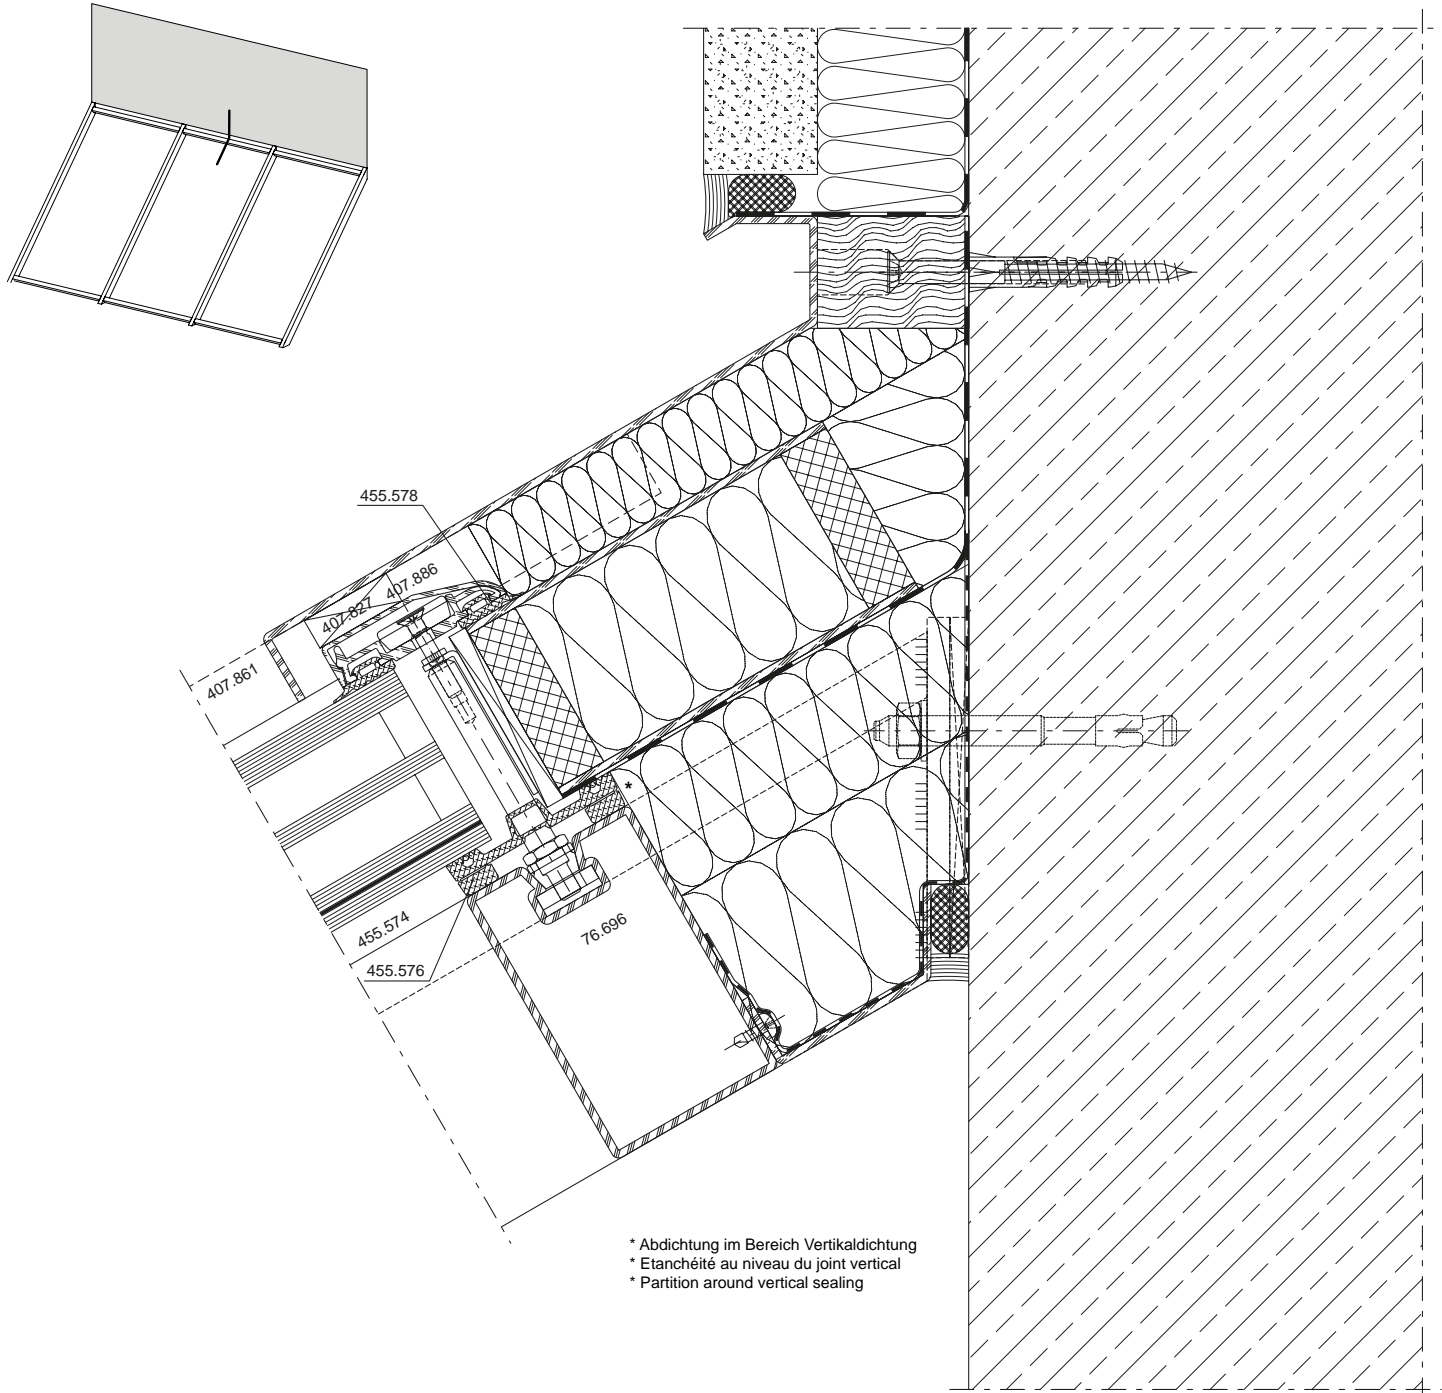 455.578
407.886
407.827
407.861
455.574
76.696
455.576
*
* Abdichtung im Bereich Vertikaldichtung
* Etanchéité au niveau du joint vertical
* Partition around vertical sealing